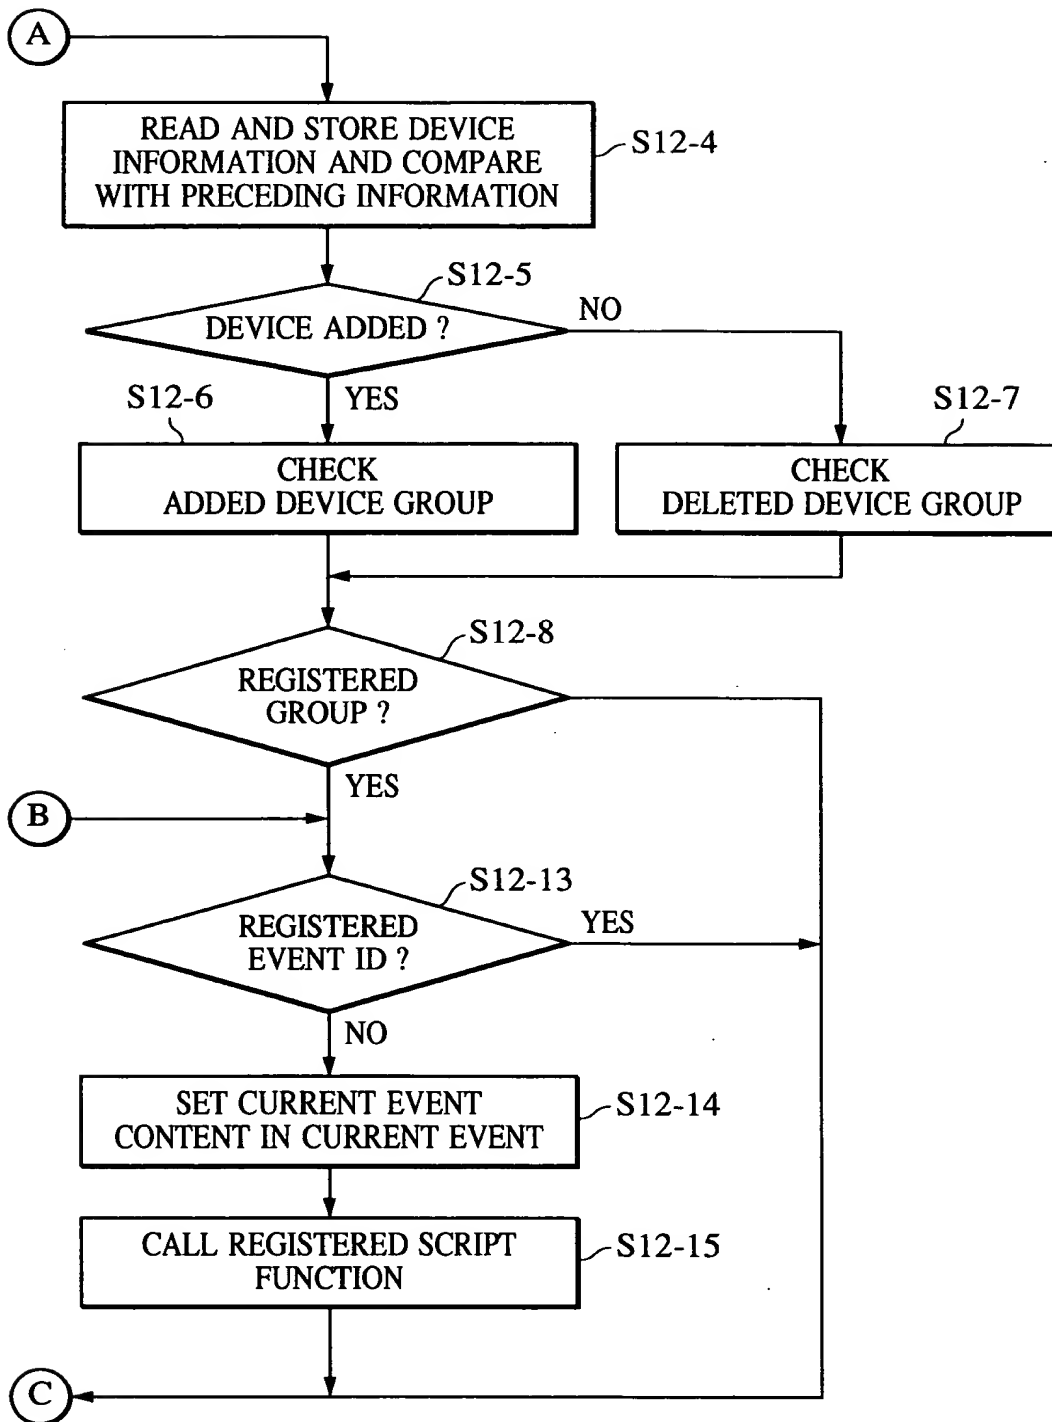 A
READ AND STORE DEVICE
INFORMATION AND COMPARE
WITH PRECEDING INFORMATION
S12-4
S12-5
DEVICE ADDED ?
NO
YES
S12-6
CHECK
ADDED DEVICE GROUP
S12-7
CHECK
DELETED DEVICE GROUP
S12-8
REGISTERED
GROUP ?
YES
B
S12-13
REGISTERED
EVENT ID ?
YES
NO
SET CURRENT EVENT
CONTENT IN CURRENT EVENT
S12-14
CALL REGISTERED SCRIPT
FUNCTION
S12-15
C